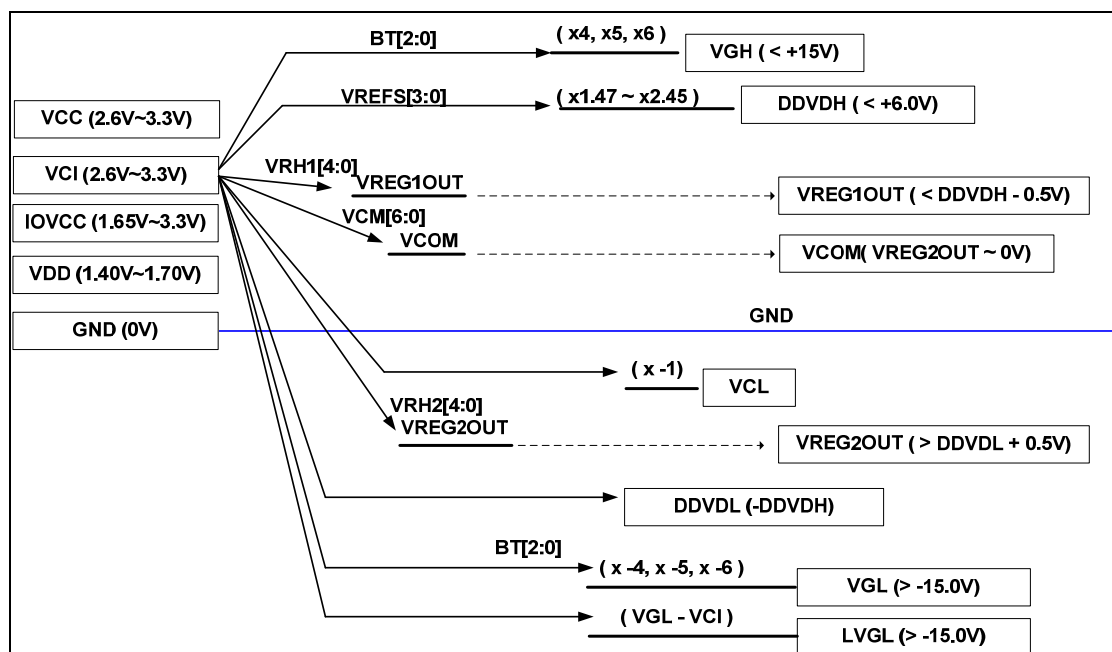 BT[2:0]
( x4, x5, x6 )
VGH ( < +15V)
VREFS[3:0]
( x1.47 ~ x2.45 )
DDVDH ( < +6.0V)
VCC (2.6V~3.3V)
VCI (2.6V~3.3V)
VRH1[4:0]
VREG1OUT
VREG1OUT ( < DDVDH - 0.5V)
IOVCC (1.65V~3.3V)
VCM[6:0]
VCOM
VCOM( VREG2OUT ~ 0V)
VDD (1.40V~1.70V)
GND (0V)
GND
( x -1)
VCL
VRH2[4:0]
VREG2OUT
VREG2OUT ( > DDVDL + 0.5V)
DDVDL (-DDVDH)
BT[2:0]
( x -4, x -5, x -6 )
VGL (> -15.0V)
( VGL - VCI )
LVGL (> -15.0V)